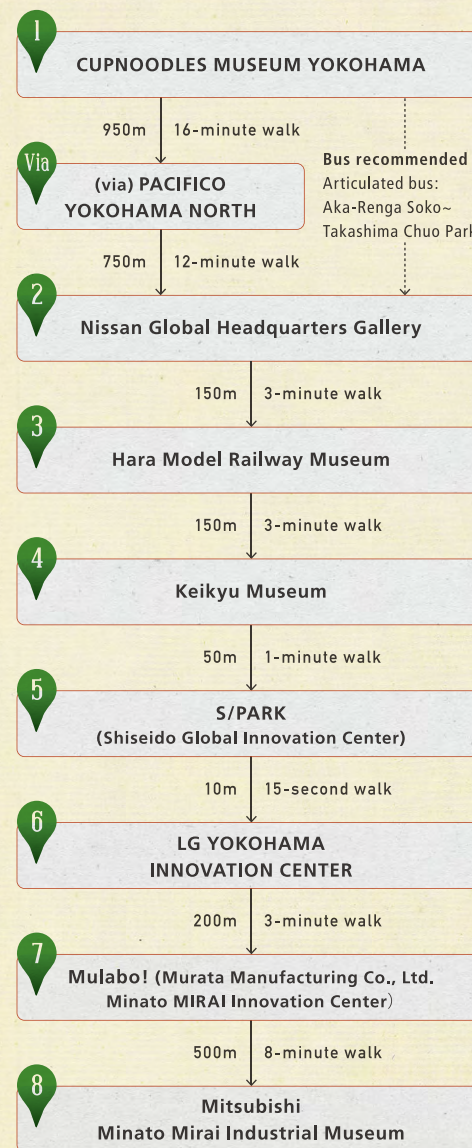 1
CUPNOODLES MUSEUM YOKOHAMA
950m 16-minute walk
Bus recommended
Articulated bus:
Aka-Renga Soko~
Takashima Chuo Park
Via
(via) PACIFICO
YOKOHAMA NORTH
750m 12-minute walk
2
Nissan Global Headquarters Gallery
150m 3-minute walk
3
Hara Model Railway Museum
150m 3-minute walk
4
Keikyu Museum
50m 1-minute walk
5
S/PARK
(Shiseido Global Innovation Center)
10m 15-second walk
6
LG YOKOHAMA
INNOVATION CENTER
200m 3-minute walk
7
Mulabo! (Murata Manufacturing Co., Ltd.
Minato MIRAI Innovation Center)
500m 8-minute walk
8
Mitsubishi
Minato Mirai Industrial Museum